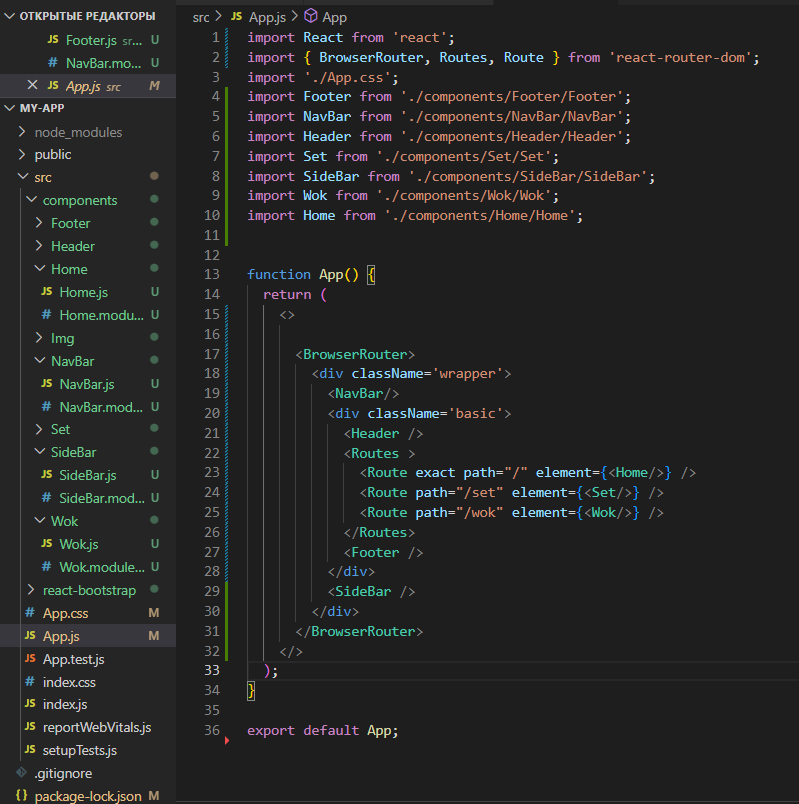 ОТКРЫТЫЕ РЕДАКТОРЫ
JS Footer.js sr... U
# NavBar.mo... U
JS App.js src M
MY-APP
node_modules
public
src
components
Footer
Header
Home
JS Home.js U
# Home.modu... U
Img
NavBar
JS NavBar.js U
# NavBar.mod... U
Set
SideBar
JS SideBar.js U
# SideBar.mod... U
Wok
JS Wok.js U
# Wok.module... U
react-bootstrap
# App.css M
JS App.js M
JS App.test.js
# index.css
JS index.js
JS reportWebVitals.js
JS setupTests.js
.gitignore
{} package-lock.json M
src > JS App.js > App
1 import React from 'react';
2 import { BrowserRouter, Routes, Route } from 'react-router-dom';
3 import './App.css';
4 import Footer from './components/Footer/Footer';
5 import NavBar from './components/NavBar/NavBar';
6 import Header from './components/Header/Header';
7 import Set from './components/Set/Set';
8 import SideBar from './components/SideBar/SideBar';
9 import Wok from './components/Wok/Wok';
10 import Home from './components/Home/Home';
11
12
13 function App() {
14 return (
15 <>
16
17 <BrowserRouter>
18 <div className='wrapper'>
19 <NavBar/>
20 <div className='basic'>
21 <Header />
22 <Routes >
23 <Route exact path="/" element={<Home/>} />
24 <Route path="/set" element={<Set/>} />
25 <Route path="/wok" element={<Wok/>} />
26 </Routes>
27 <Footer />
28 </div>
29 <SideBar />
30 </div>
31 </BrowserRouter>
32 </>
33 );
34 }
35
36 export default App;